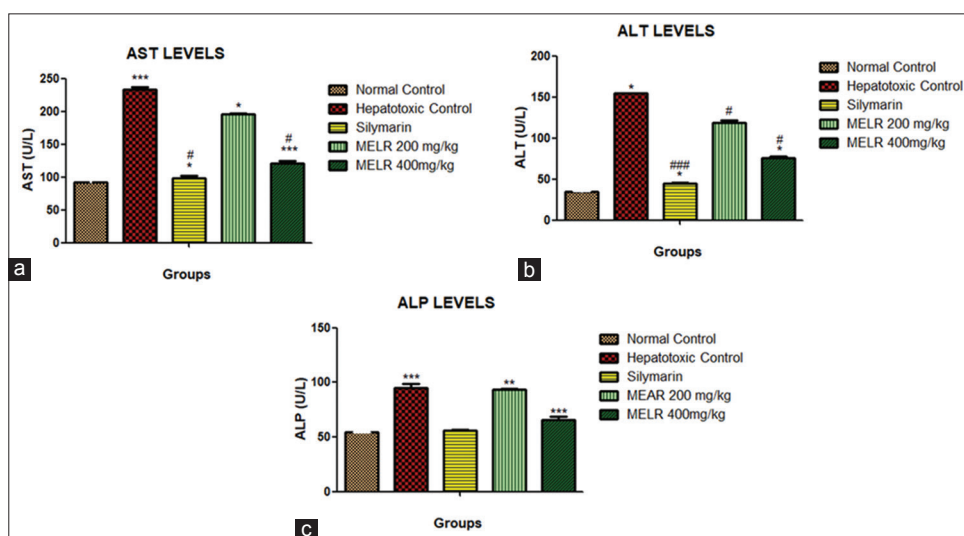 AST LEVELS
250
200
150
100
50
0
AST (U/L)
***
#
*
*
#
***
Normal Control
Hepatotoxic Control
Silymarin
MELR 200 mg/kg
MELR 400mg/kg
Groups
a
ALT LEVELS
200
150
100
50
0
ALT (U/L)
*
###
*
#
#
*
Normal Control
Hepatotoxic Control
Silymarin
MELR 200 mg/kg
MELR 400mg/kg
Groups
b
ALP LEVELS
150
100
50
0
ALP (U/L)
***
**
***
Normal Control
Hepatotoxic Control
Silymarin
MEAR 200 mg/kg
MELR 400mg/kg
Groups
c